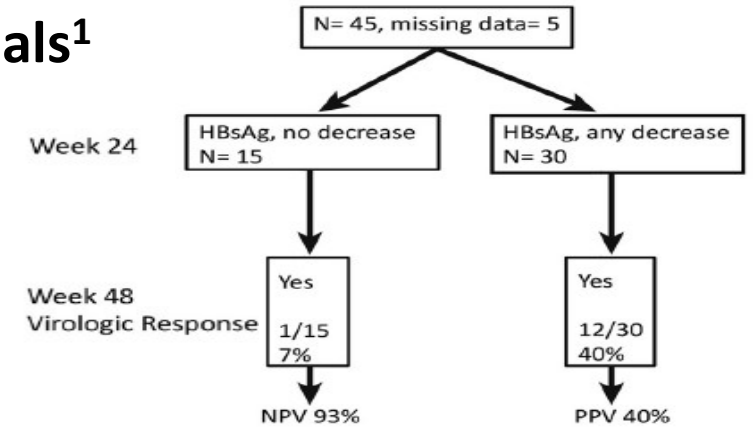 als1
N= 45, missing data= 5
Week 24
HBsAg, no decrease
N= 15
HBsAg, any decrease
N= 30
Week 48
Virologic Response
Yes
1/15
7%
Yes
12/30
40%
NPV 93%
PPV 40%